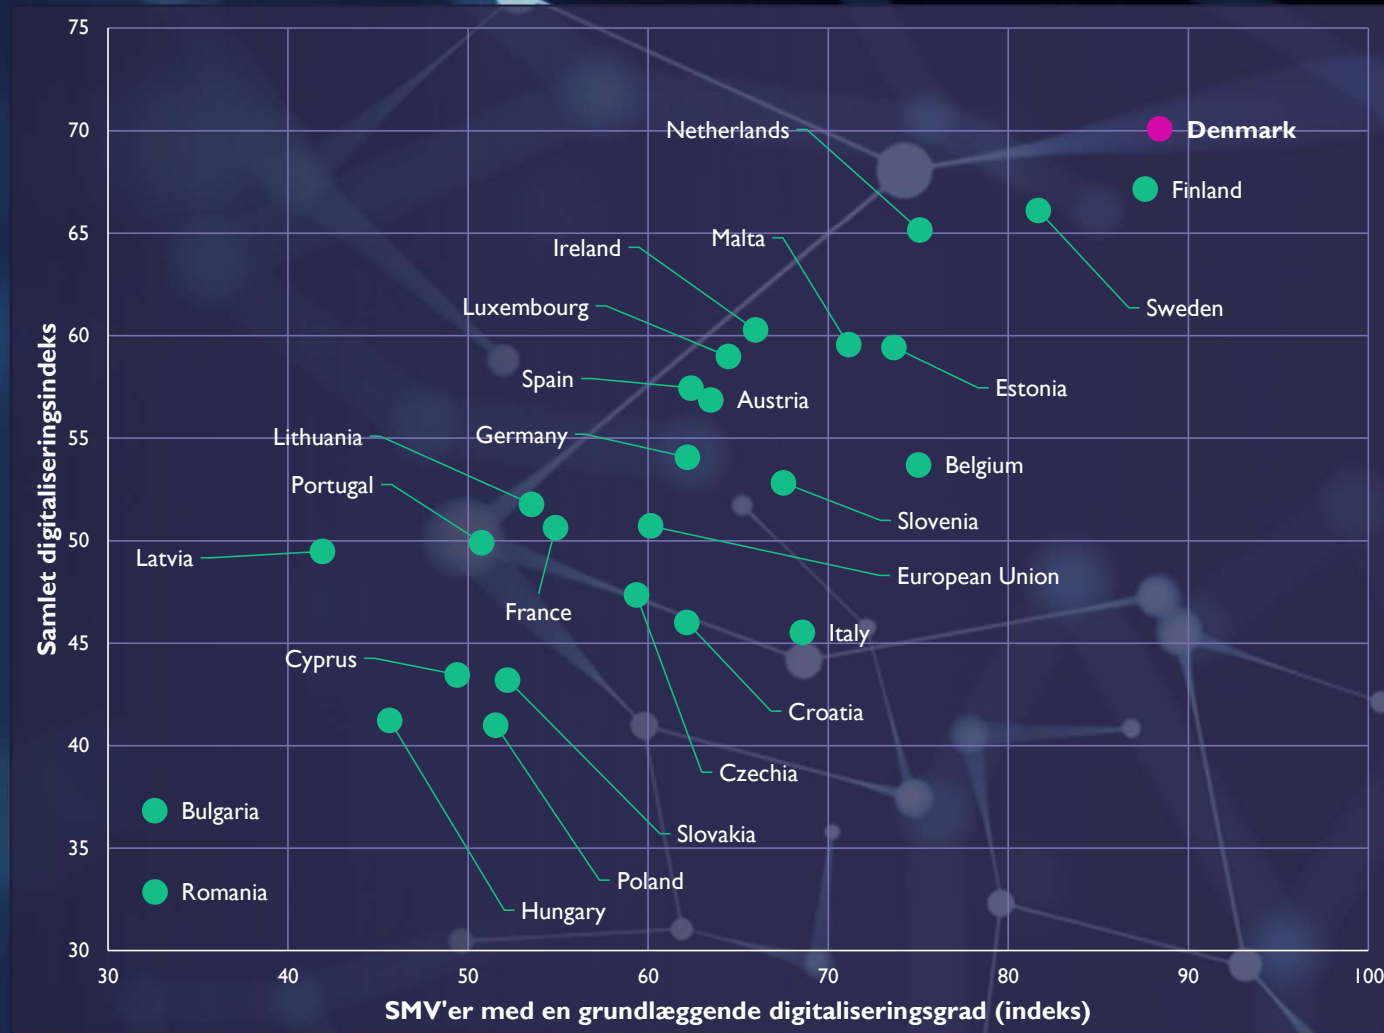 75
70
65
60
55
50
45
40
35
30
Samlet digitaliseringsindeks
Netherlands
Denmark
Finland
Malta
Ireland
Sweden
Luxembourg
Spain
Estonia
Austria
Lithuania
Germany
Belgium
Portugal
Slovenia
Latvia
European Union
France
Italy
Cyprus
Croatia
Czechia
Bulgaria
Slovakia
Poland
Romania
Hungary
30 40 50 60 70 80 90 100
SMV'er med en grundlæggende digitaliseringsgrad (indeks)